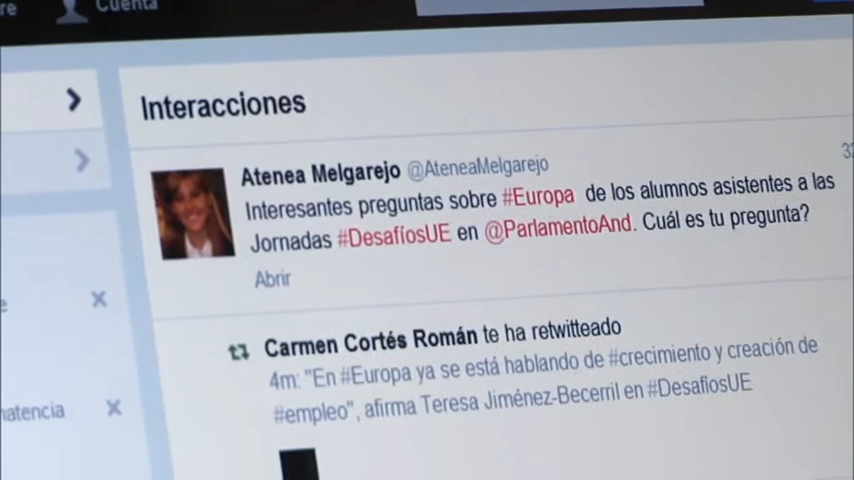 Cuenta
Interacciones
Atenea Melgarejo @AteneaMelgarejo
Interesantes preguntas sobre #Europa de los alumnos asistentes a las
Jornadas #DesafíosUE en @ParlamentoAnd. Cuál es tu pregunta?
Abrir
Carmen Cortés Román te ha retwitteado
4m: "En #Europa ya se está hablando de #crecimiento y creación de
#empleo", afirma Teresa Jiménez-Becerril en #DesafíosUE